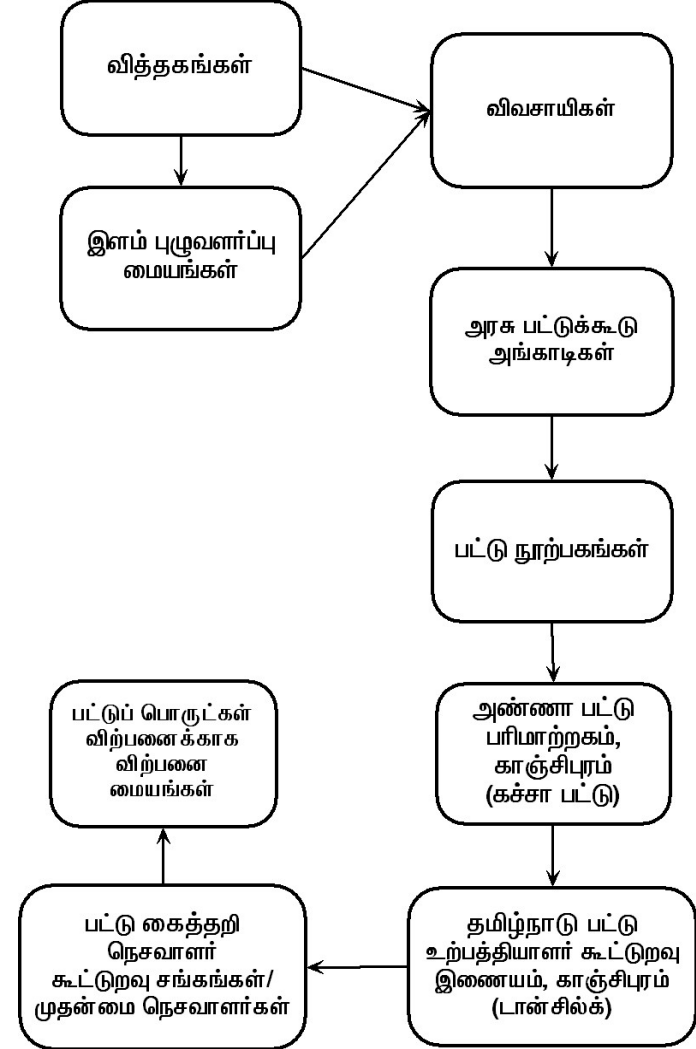 வித்தகங்கள்
விவசாயிகள்
இளம் புழுவளர்ப்பு
மையங்கள்
அரசு பட்டுக்கூடு
அங்காடிகள்
பட்டு நூற்பகங்கள்
அண்ணா பட்டு
பரிமாற்றகம்,
காஞ்சிபுரம்
(கச்சா பட்டு)
தமிழ்நாடு பட்டு
உற்பத்தியாளர் கூட்டுறவு
இணையம், காஞ்சிபுரம்
(டான்சில்க்)
பட்டு கைத்தறி
நெசவாளர்
கூட்டுறவு சங்கங்கள்/
முதன்மை நெசவாளர்கள்
பட்டுப் பொருட்கள்
விற்பனைக்காக
விற்பனை
மையங்கள்